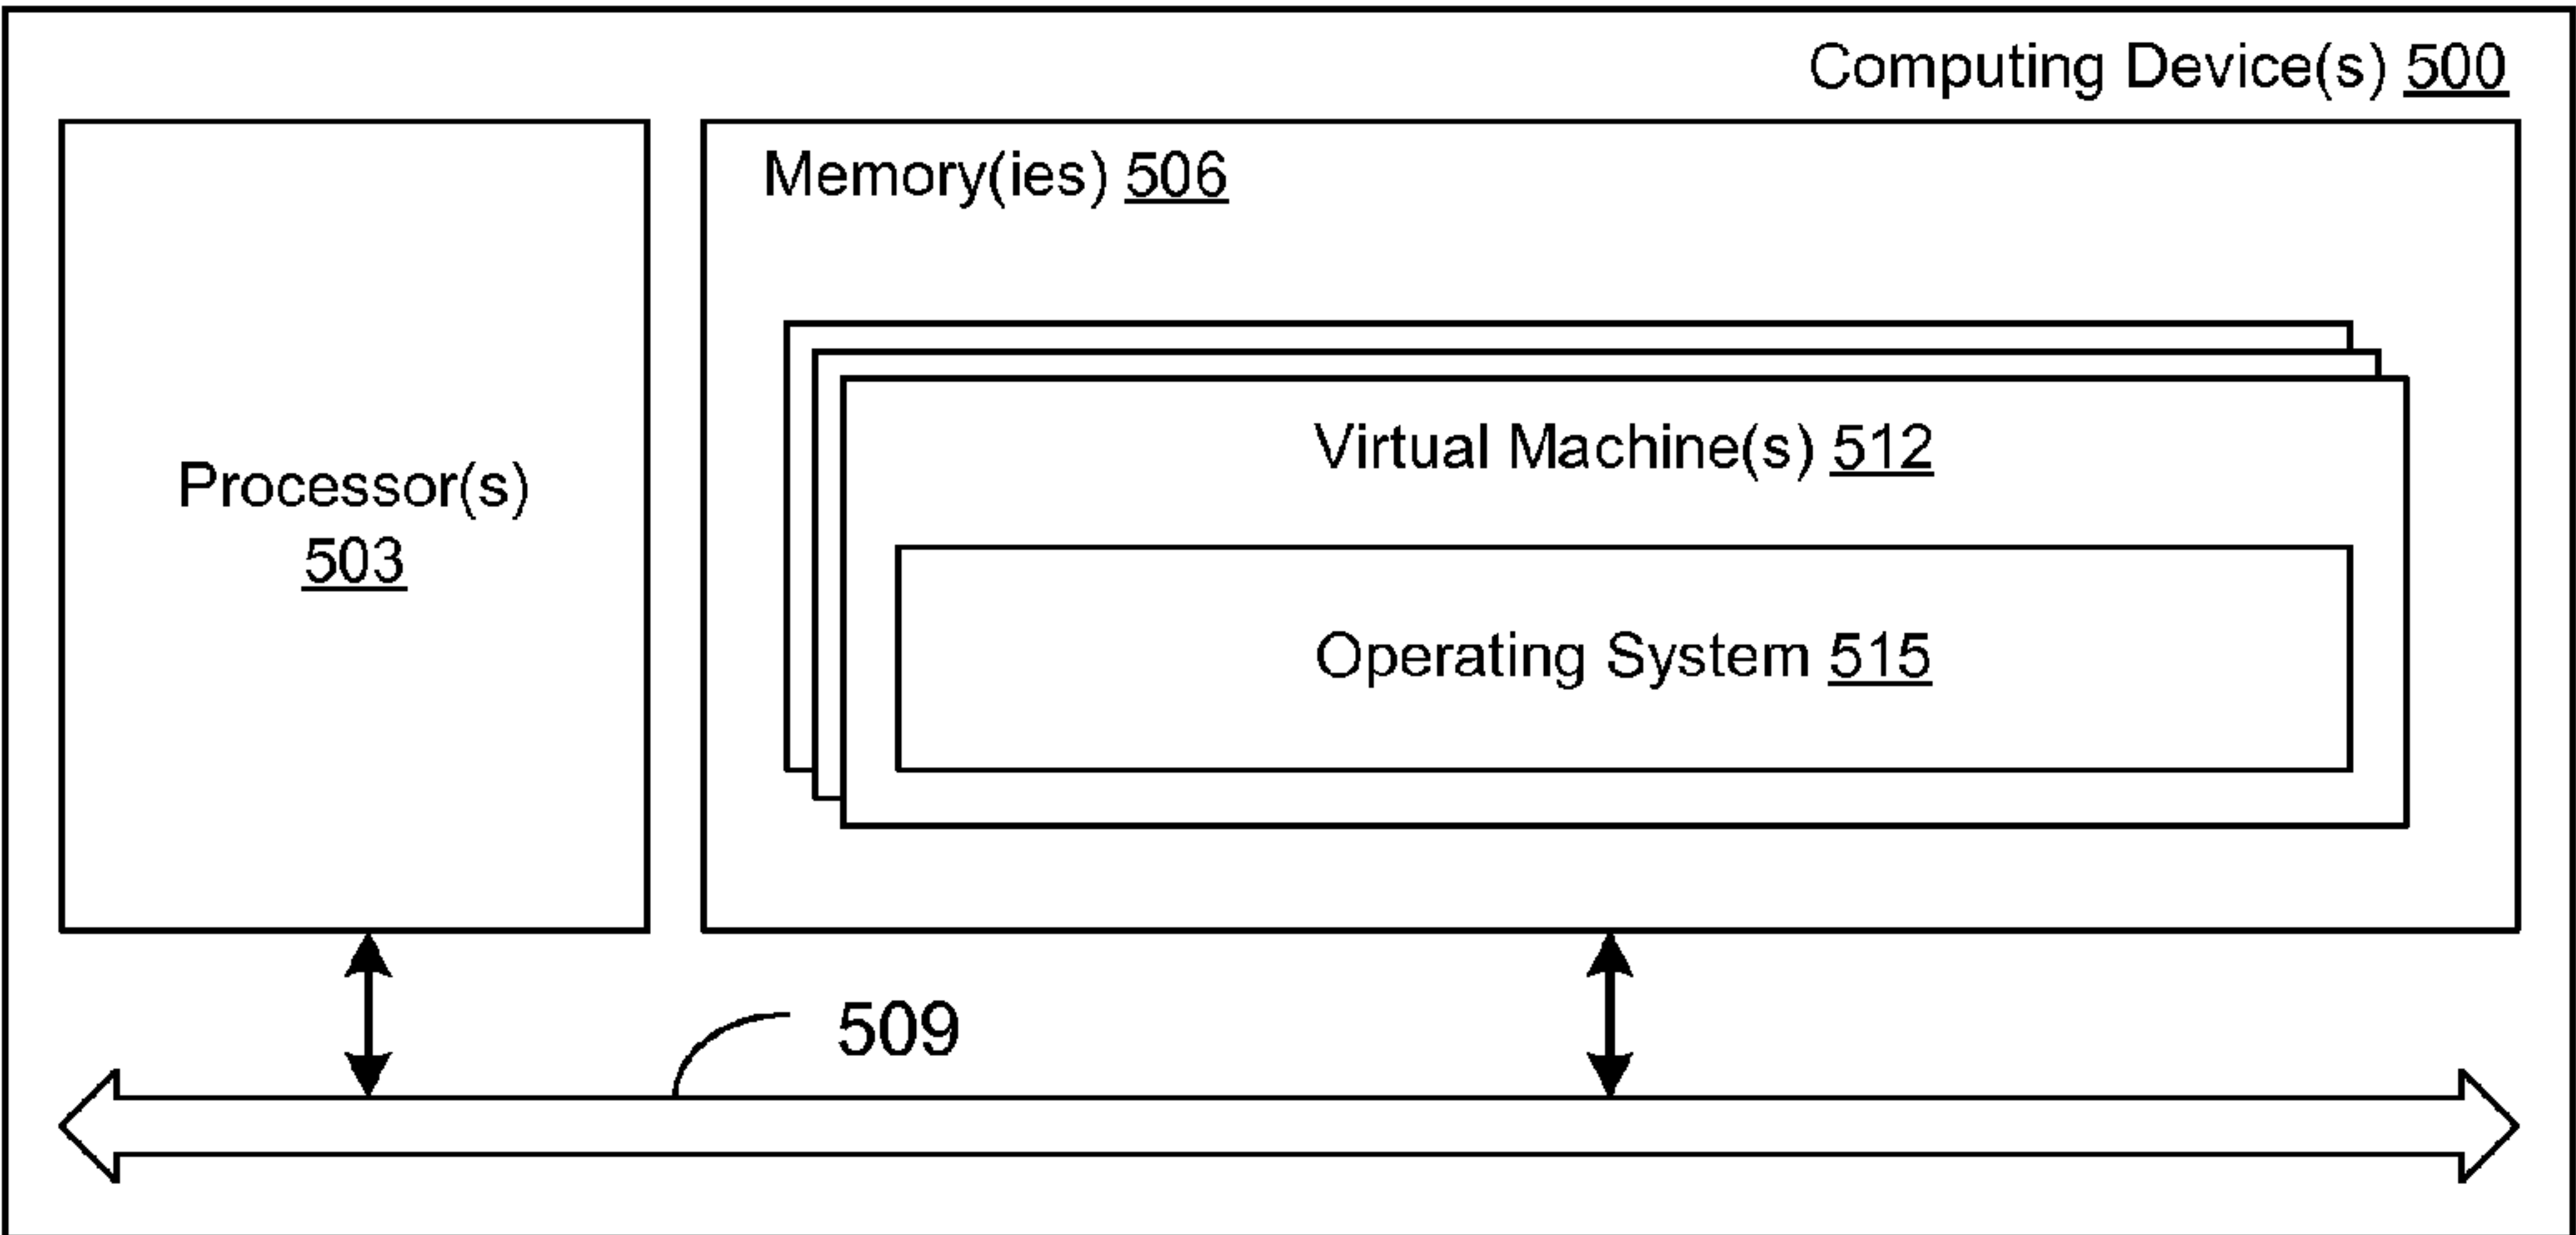 Computing Device(s) 500
Memory(ies) 506
Virtual Machine(s) 512
Processor(s)
503
Operating System 515
509